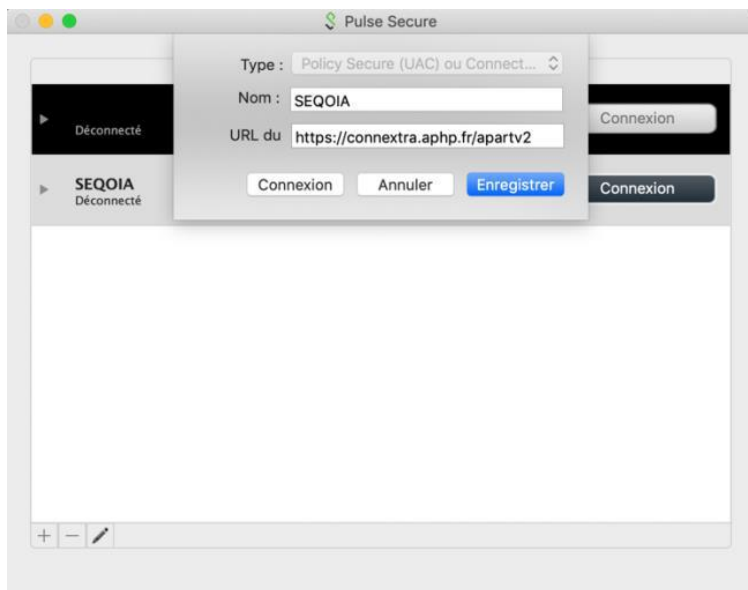 Pulse Secure
Type : Policy Secure (UAC) ou Connect...
Nom : SEQOIA
URL du https://connextra.aphp.fr/apartv2
Connexion Annuler Enregistrer
Déconnecté
Connexion
SEQOIA
Déconnecté
Connexion